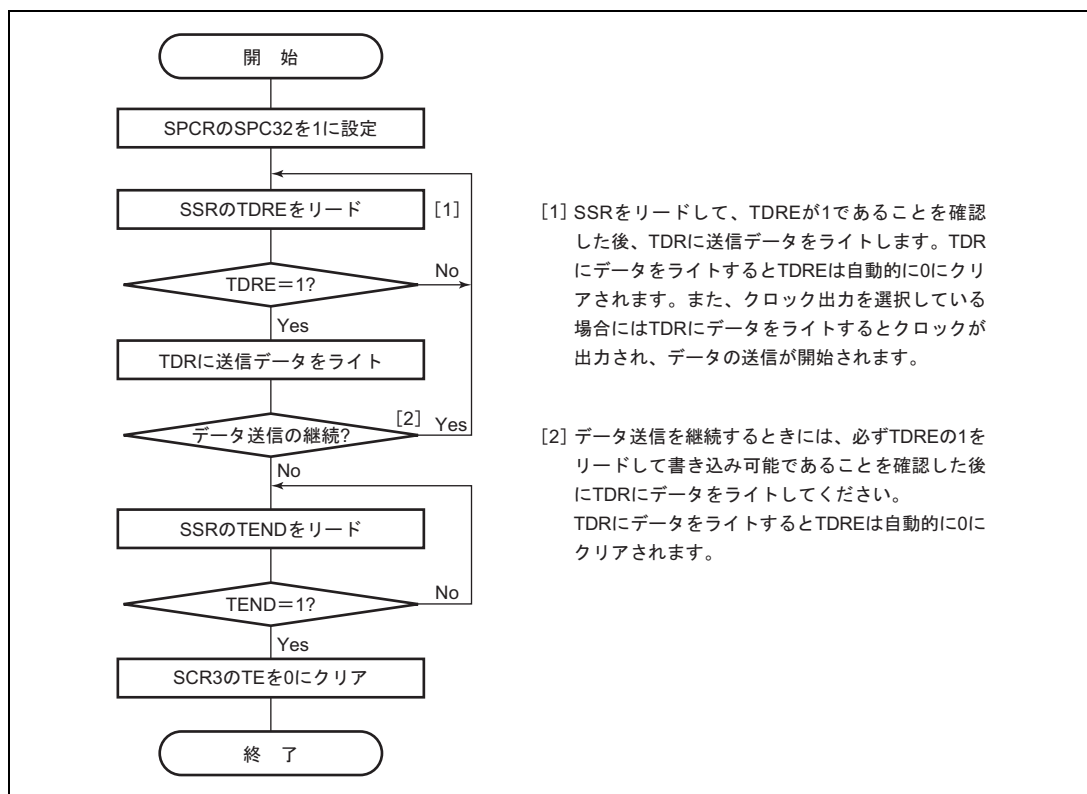 開 始
SPCRのSPC32を1に設定
SSRのTDREをリード
[1]
TDRE=1?
No
Yes
TDRに送信データをライト
データ送信の継続?
[2]
Yes
No
SSRのTENDをリード
TEND=1?
No
Yes
SCR3のTEを0にクリア
終 了
[1] SSRをリードして、TDREが1であることを確認
した後、TDRに送信データをライトします。TDR
にデータをライトするとTDREは自動的に0にクリ
アされます。また、クロック出力を選択している
場合にはTDRにデータをライトするとクロックが
出力され、データの送信が開始されます。
[2] データ送信を継続するときには、必ずTDREの1を
リードして書き込み可能であることを確認した後
にTDRにデータをライトしてください。
TDRにデータをライトするとTDREは自動的に0に
クリアされます。